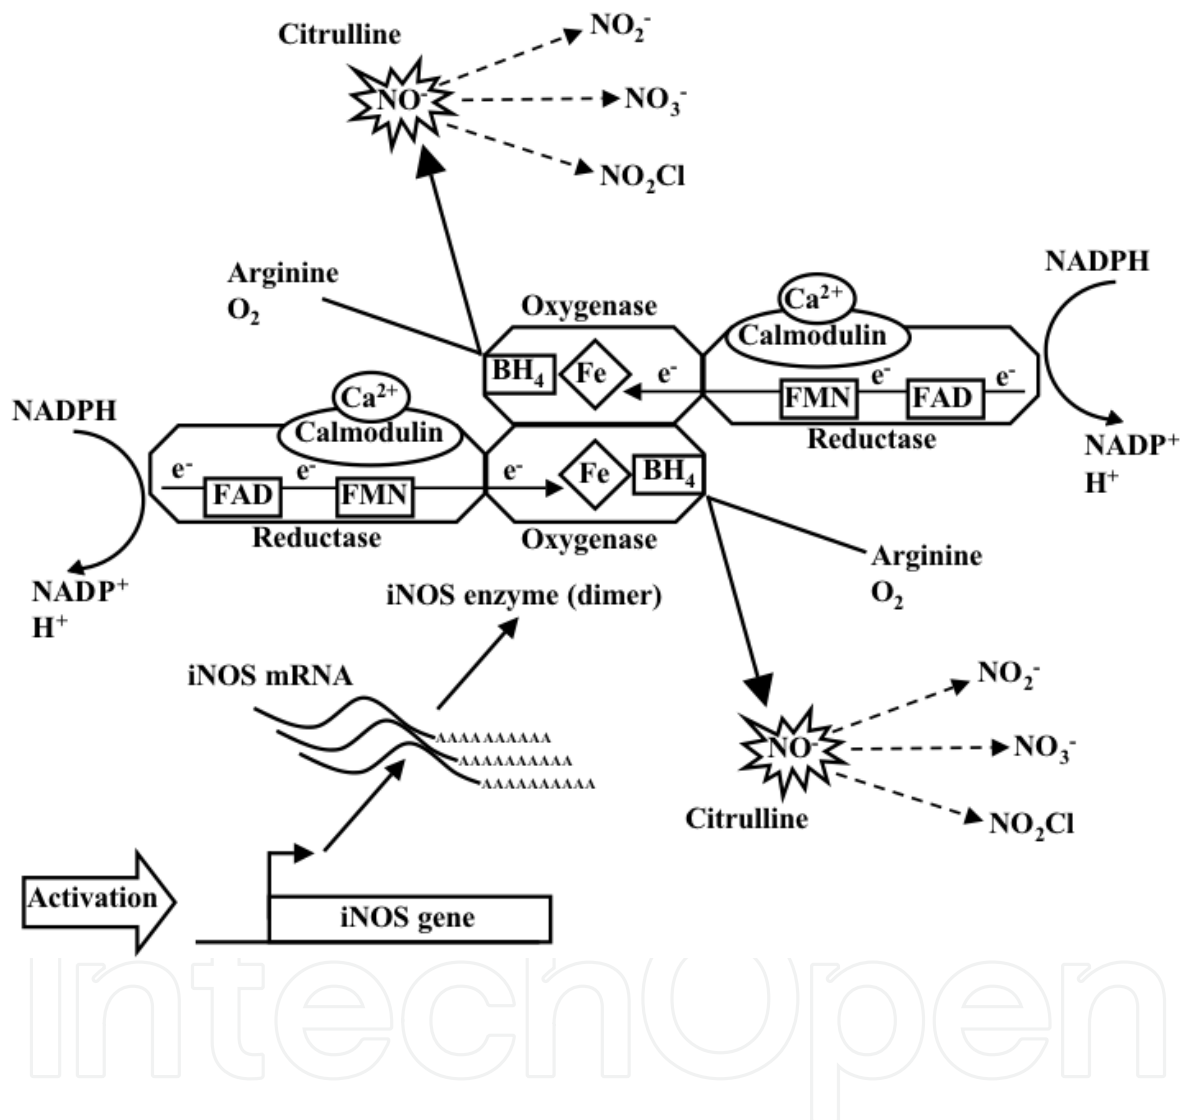 Citrulline
NO₂⁻
NO⁻
NO₃⁻
NO₂Cl
Arginine
O₂
NADPH
Oxygenase
Ca²⁺
Calmodulin
BH₄
Fe
e⁻
FMN
e⁻
FAD
e⁻
Reductase
NADP⁺
H⁺
NADPH
Ca²⁺
Calmodulin
e⁻
FAD
e⁻
FMN
e⁻
Fe
BH₄
Reductase
Oxygenase
NADP⁺
H⁺
Arginine
O₂
iNOS enzyme (dimer)
iNOS mRNA
AAAAAAAAAA
AAAAAAAAAA
AAAAAAAAAA
NO₂⁻
NO⁻
NO₃⁻
NO₂Cl
Citrulline
Activation
iNOS gene
IntechOpen